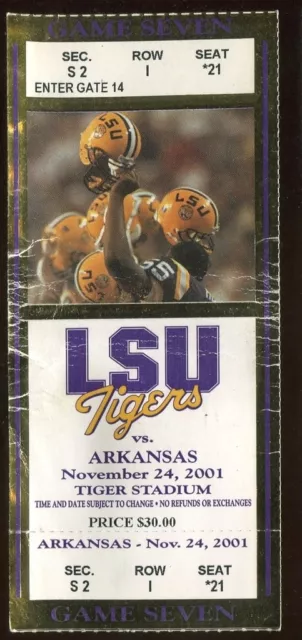 GAME SEVEN
SEC. ROW SEAT
S 2 I *21
ENTER GATE 14
LSU
LSU
LSU
LSU
Tigers
vs.
ARKANSAS
November 24, 2001
TIGER STADIUM
TIME AND DATE SUBJECT TO CHANGE • NO REFUNDS OR EXCHANGES
PRICE $30.00
ARKANSAS - Nov. 24, 2001
SEC. ROW SEAT
S 2 I *21
GAME SEVEN